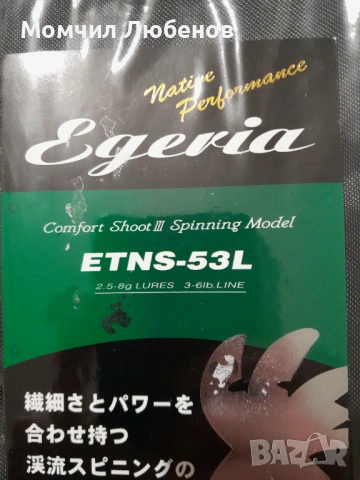 Момчил Любенов
Native
Performance
Egeria
Comfort Shoot III Spinning Model
ETNS-53L
2.5-8g LURES 3-6lb.LINE
繊細さとパワーを
合わせ持つ
渓流スピニングの
BAZAR